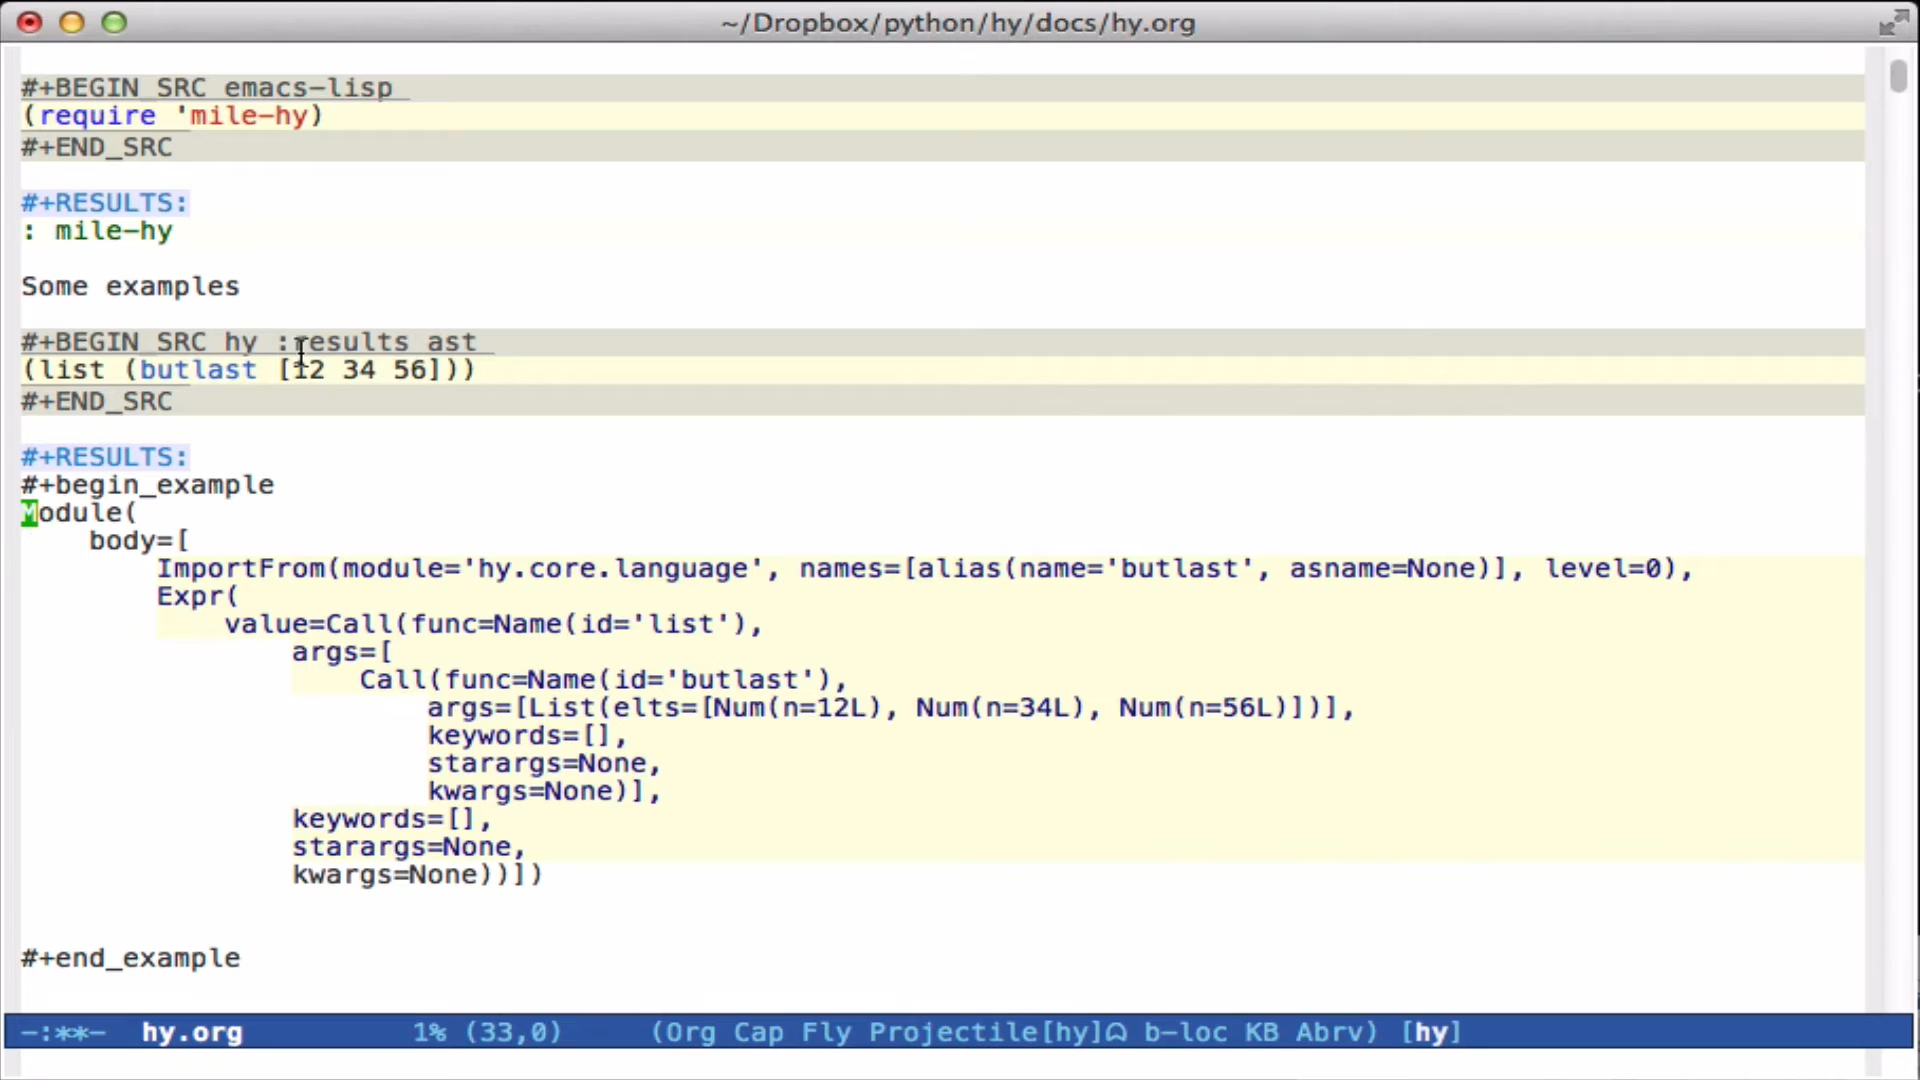 ~/Dropbox/python/hy/docs/hy.org
#+BEGIN_SRC emacs-lisp
(require 'mile-hy)
#+END_SRC
#+RESULTS:
: mile-hy
Some examples
#+BEGIN_SRC hy :results ast
(list (butlast [12 34 56]))
#+END_SRC
#+RESULTS:
#+begin_example
Module(
    body=[
        ImportFrom(module='hy.core.language', names=[alias(name='butlast', asname=None)], level=0),
        Expr(
            value=Call(func=Name(id='list'),
                args=[
                    Call(func=Name(id='butlast'),
                        args=[List(elts=[Num(n=12L), Num(n=34L), Num(n=56L)])],
                        keywords=[],
                        starargs=None,
                        kwargs=None)],
                keywords=[],
                starargs=None,
                kwargs=None))])
#+end_example
-:**- hy.org 1% (33,0) (Org Cap Fly Projectile[hy]ᗣ b-loc KB Abrv) [hy]